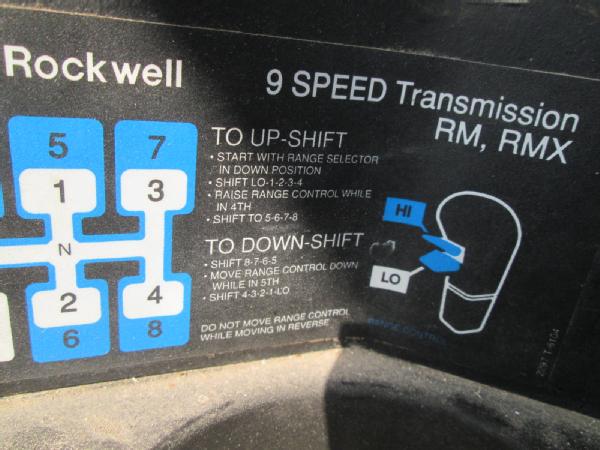 Rockwell
9 SPEED Transmission
RM, RMX
5 7
1 3
N
2 4
6 8
TO UP-SHIFT
• START WITH RANGE SELECTOR
IN DOWN POSITION
• SHIFT LO-1-2-3-4
• RAISE RANGE CONTROL WHILE
IN 4TH
• SHIFT TO 5-6-7-8
TO DOWN-SHIFT
• SHIFT 8-7-6-5
• MOVE RANGE CONTROL DOWN
WHILE IN 5TH
• SHIFT 4-3-2-1-LO
DO NOT MOVE RANGE CONTROL
WHILE MOVING IN REVERSE
HI
LO
RANGE CONTROL